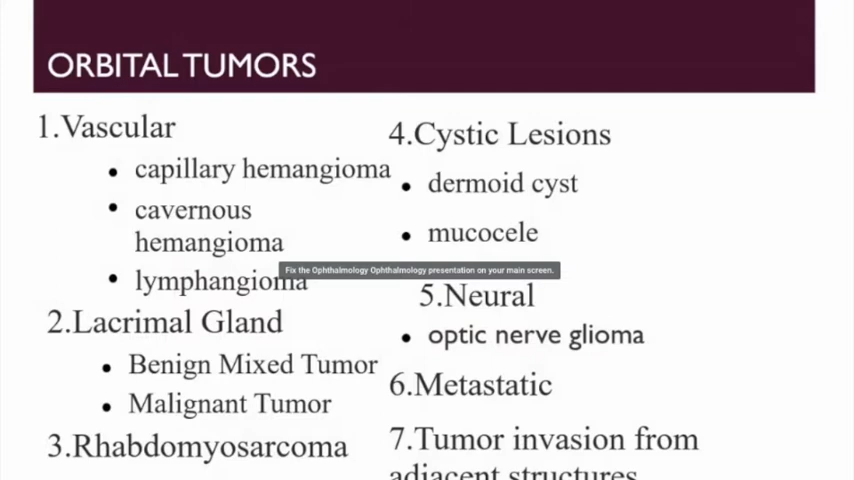 ORBITAL TUMORS
1.Vascular
• capillary hemangioma
• cavernous
hemangioma
• lymphangioma
2.Lacrimal Gland
• Benign Mixed Tumor
• Malignant Tumor
3.Rhabdomyosarcoma
4.Cystic Lesions
• dermoid cyst
• mucocele
Fix the Ophthalmology Ophthalmology presentation on your main screen.
5.Neural
• optic nerve glioma
6.Metastatic
7.Tumor invasion from
adjacent structures